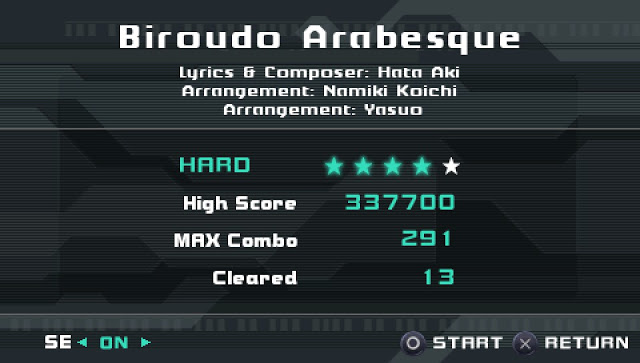 Biroudo Arabesque
Lyrics & Composer: Hata Aki
Arrangement: Namiki Koichi
Arrangement: Yasuo
HARD
High Score 337700
MAX Combo 291
Cleared 13
SE ON START RETURN